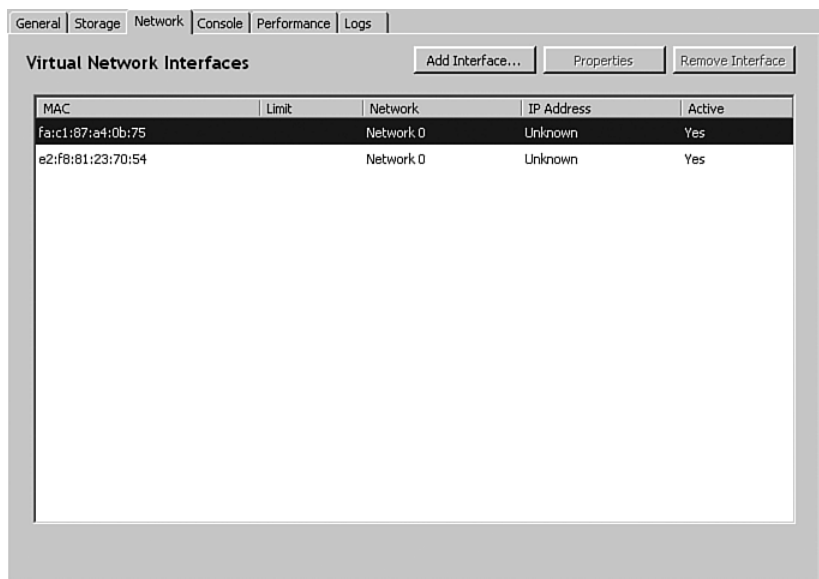 General Storage Network Console Performance Logs
Virtual Network Interfaces Add Interface... Properties Remove Interface
MAC Limit Network IP Address Active
fa:c1:87:a4:0b:75 Network 0 Unknown Yes
e2:f8:81:23:70:54 Network 0 Unknown Yes